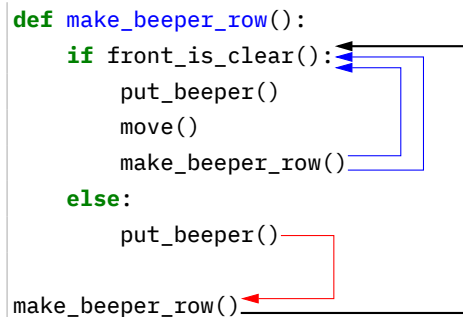 def make_beeper_row():
    if front_is_clear():
        put_beeper()
        move()
        make_beeper_row()
    else:
        put_beeper()
make_beeper_row()